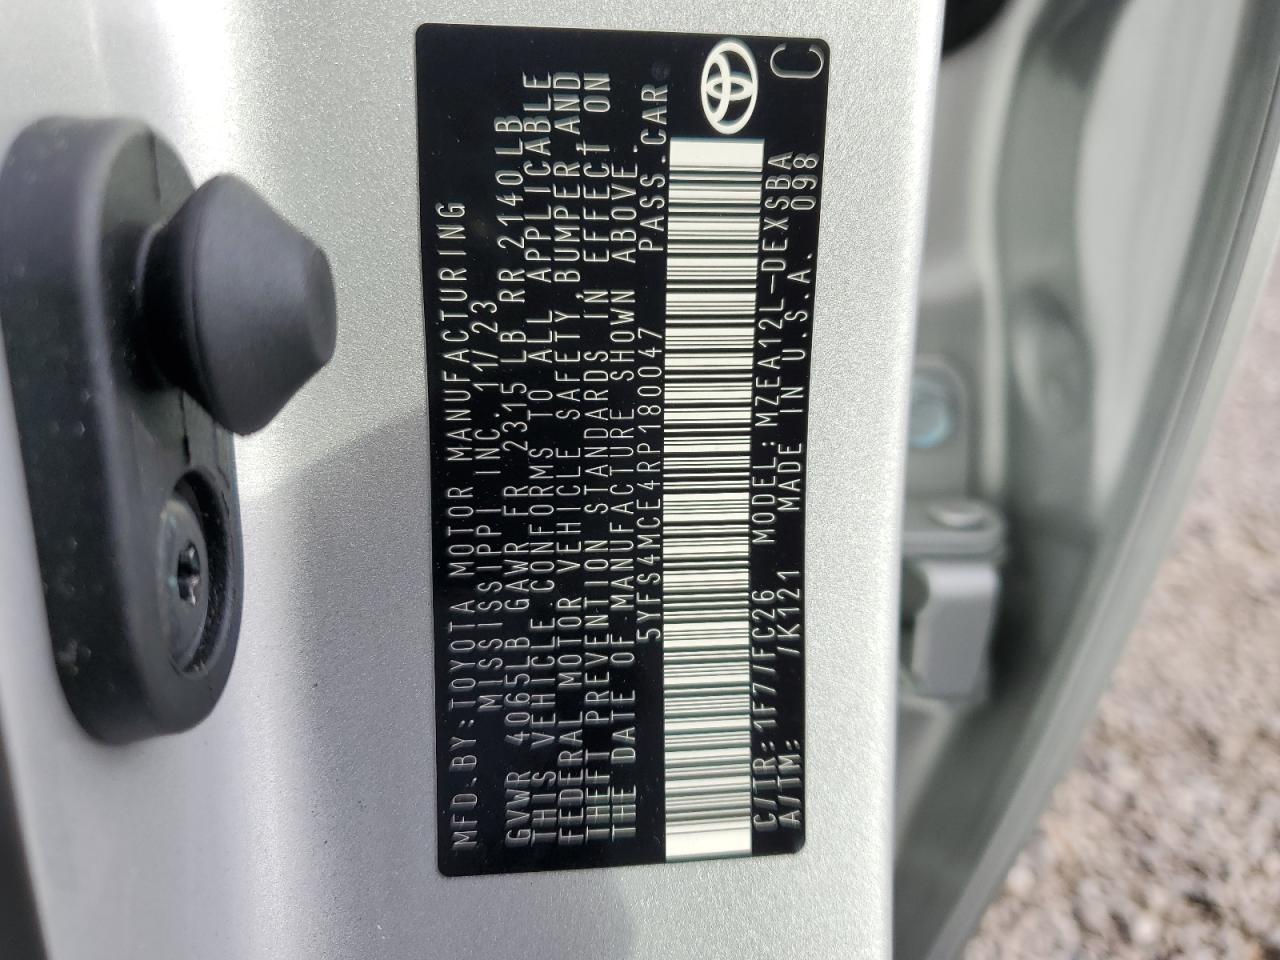 MFD.BY:TOYOTA MOTOR MANUFACTURING
MISSISSIPPI INC. 11/23
GVWR 4065LB GAWR FR 2315 LB RR 2140LB
THIS VEHICLE CONFORMS TO ALL APPLICABLE
FEDERAL MOTOR VEHICLE SAFETY, BUMPER, AND
THEFT PREVENTION STANDARDS IN EFFECT ON
THE DATE OF MANUFACTURE SHOWN ABOVE.
5YFS4MCE4RP180047 PASS.CAR
C/TR:1F7/FC26 MODEL:MZEA12L-DEXSBA
A/TM: /K121 MADE IN U.S.A. 098
C